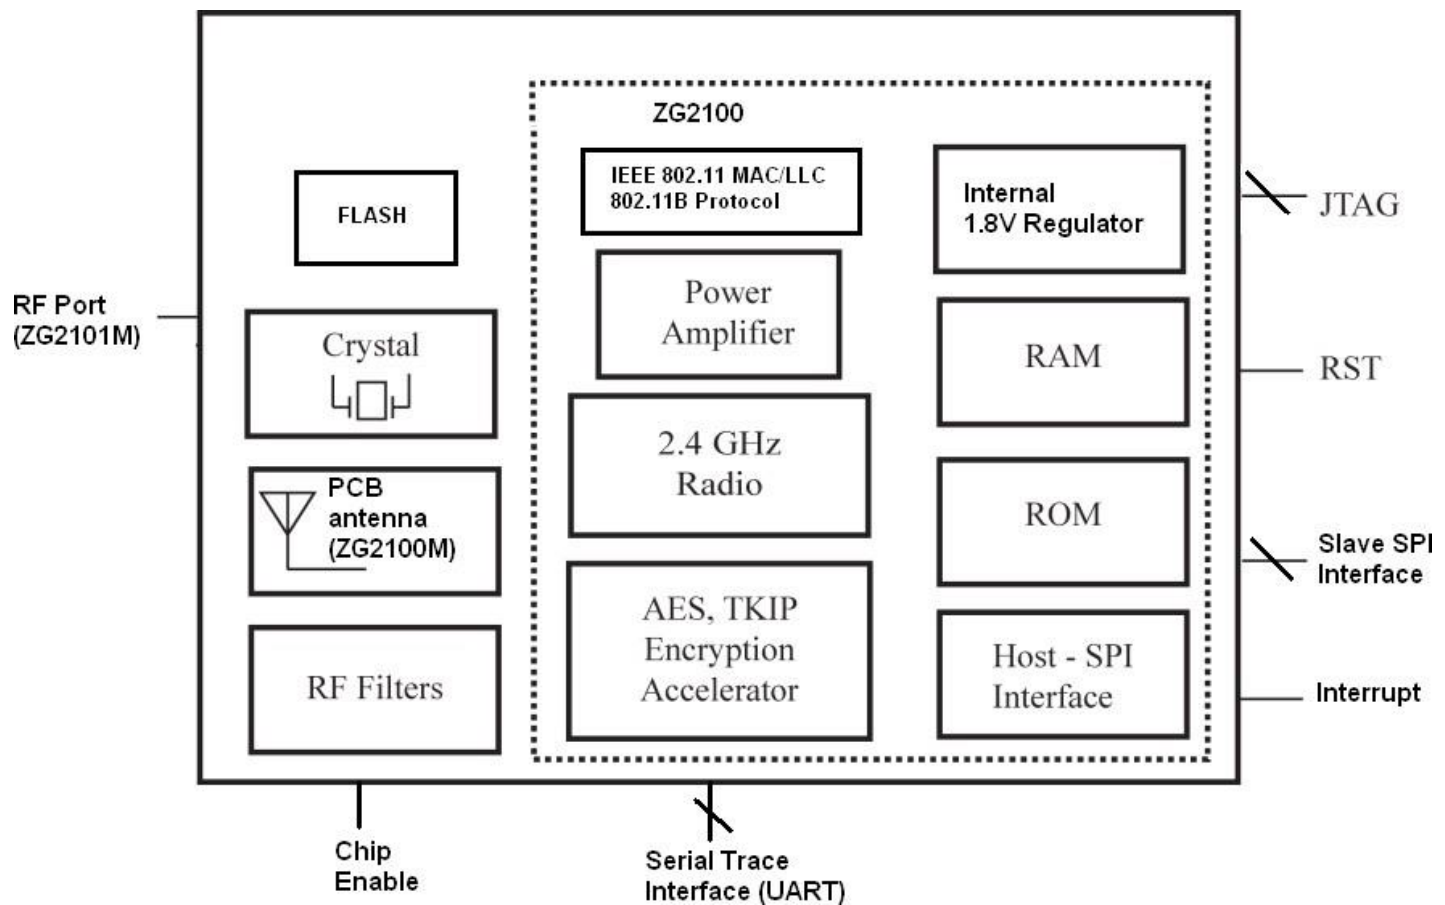 ZG2100
IEEE 802.11 MAC/LLC
802.11B Protocol
Internal
1.8V Regulator
FLASH
JTAG
Power
Amplifier
RF Port
(ZG2101M)
Crystal
RAM
RST
2.4 GHz
Radio
PCB
antenna
(ZG2100M)
ROM
Slave SPI
Interface
AES, TKIP
Encryption
Accelerator
RF Filters
Host - SPI
Interface
Interrupt
Chip
Enable
Serial Trace
Interface (UART)